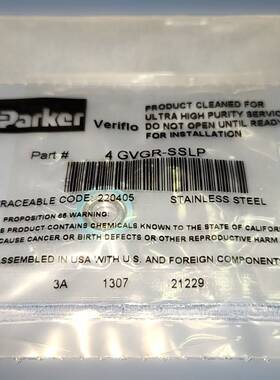 Parker
Veriflo
PRODUCT CLEANED FOR
ULTRA HIGH PURITY SERVICE
DO NOT OPEN UNTIL READY
FOR INSTALLATION
Part # 4 GVGR-SSLP
TRACEABLE CODE: 220405 STAINLESS STEEL
PROPOSITION 65 WARNING:
PRODUCT CONTAINS CHEMICALS KNOWN TO THE STATE OF CALIFORNI
CAUSE CANCER OR BIRTH DEFECTS OR OTHER REPRODUCTIVE HARM
ASSEMBLED IN USA WITH U.S. AND FOREIGN COMPONENTS
3A 1307 21229